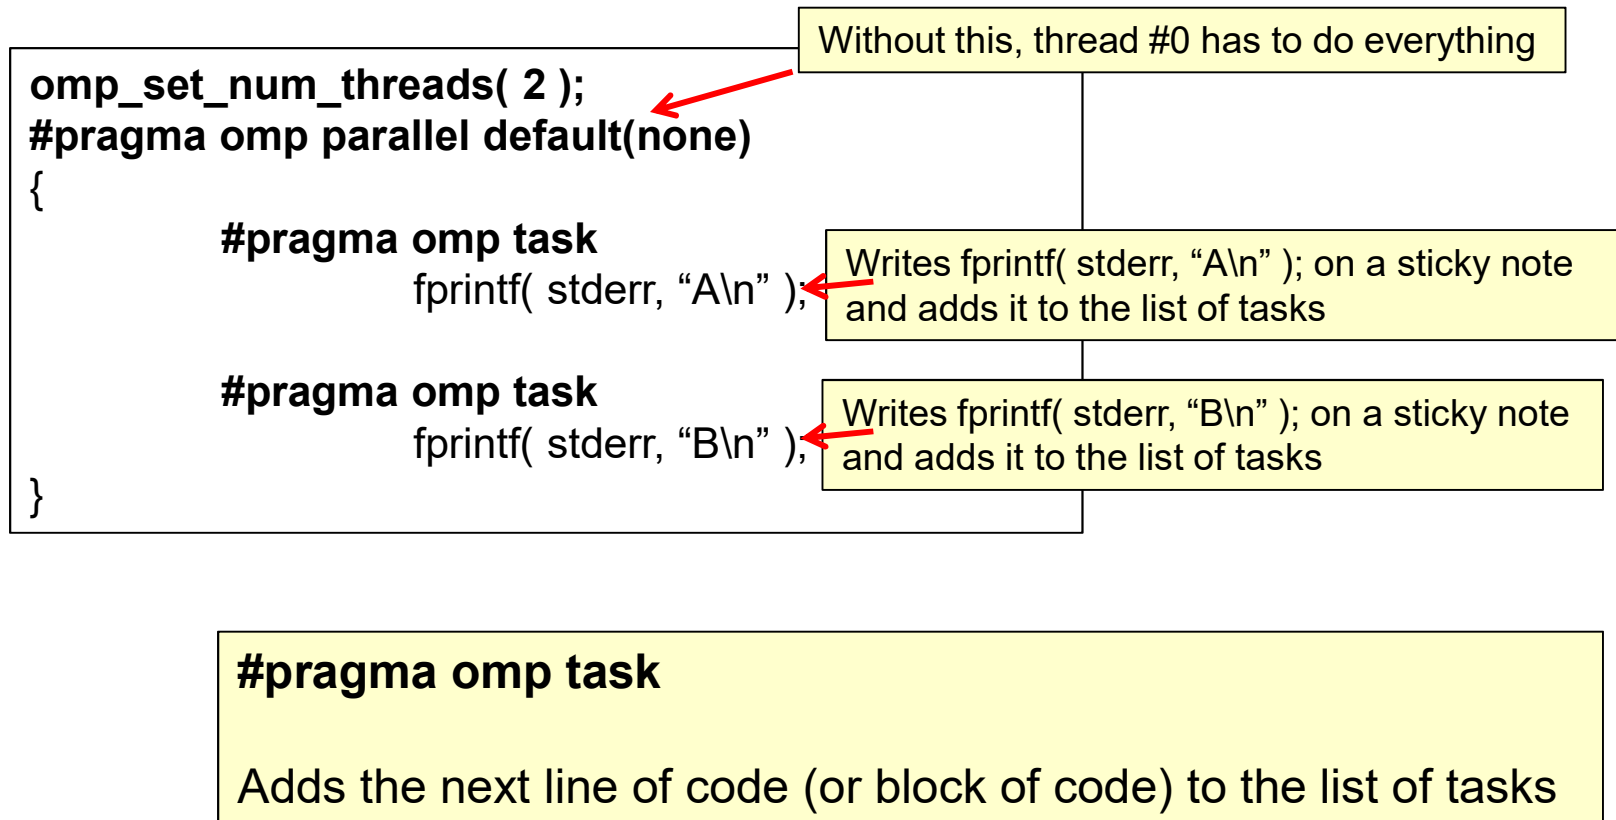 Without this, thread #0 has to do everything
omp_set_num_threads( 2 );
#pragma omp parallel default(none)
{
#pragma omp task
fprintf( stderr, “A\n” );
Writes fprintf( stderr, “A\n” ); on a sticky note
and adds it to the list of tasks
#pragma omp task
fprintf( stderr, “B\n” );
Writes fprintf( stderr, “B\n” ); on a sticky note
and adds it to the list of tasks
}
#pragma omp task
Adds the next line of code (or block of code) to the list of tasks